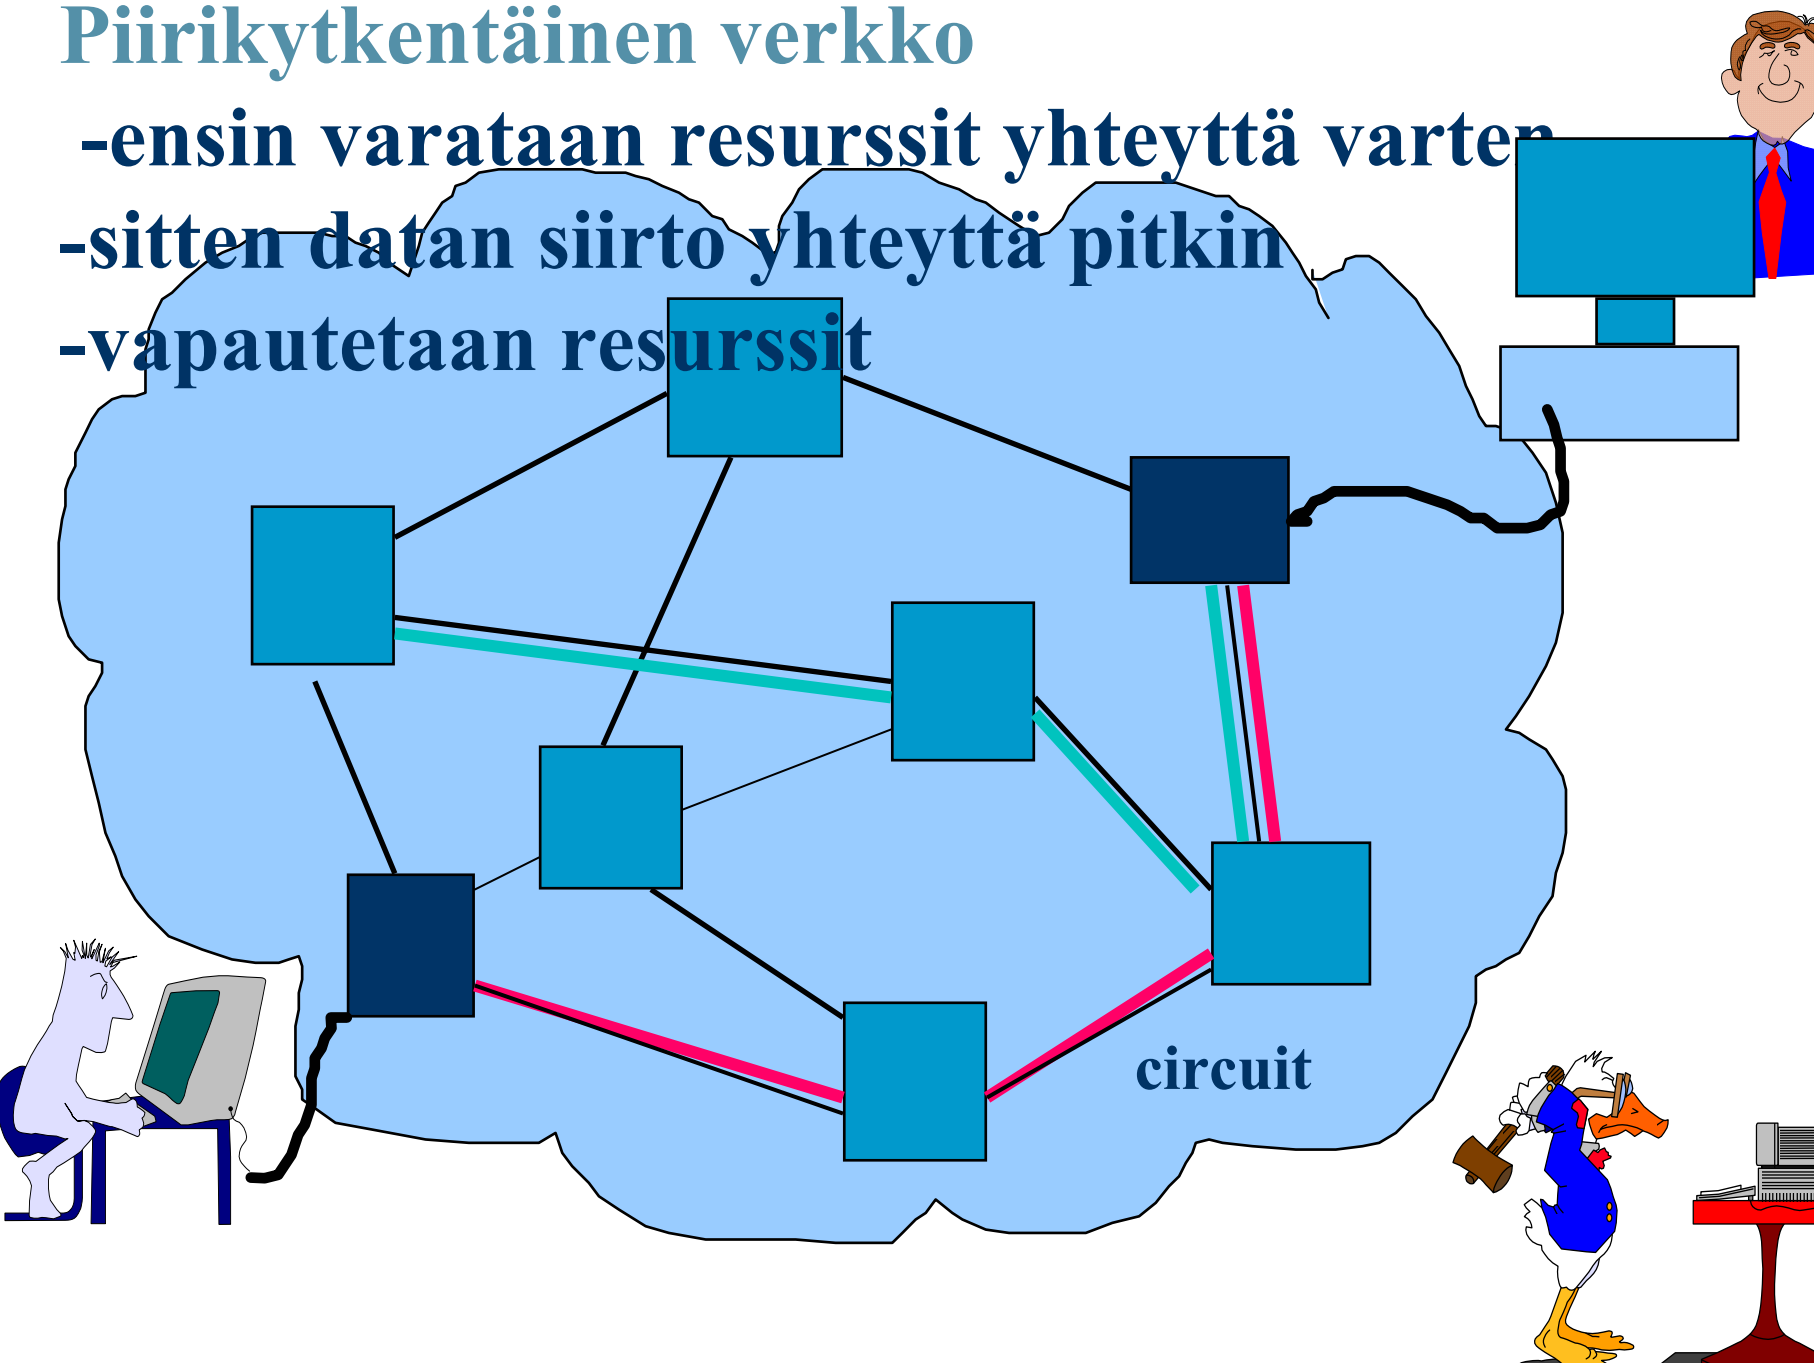 Piirikytkentäinen verkko
-ensin varataan resurssit yhteyttä varten
-sitten datan siirto yhteyttä pitkin
-vapautetaan resurssit
circuit